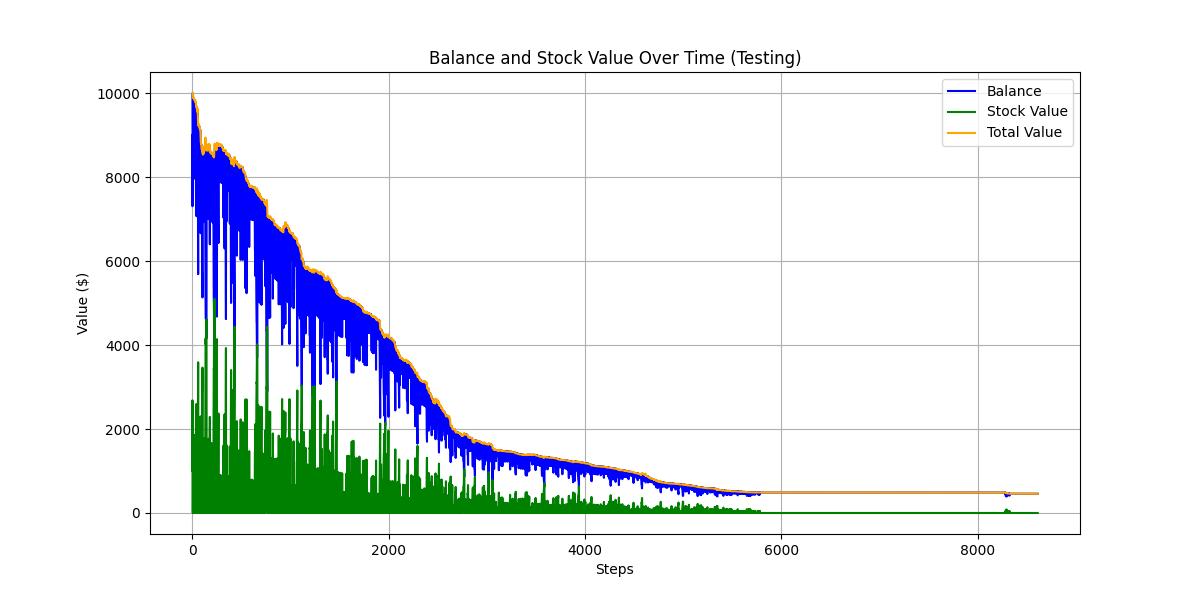 Balance and Stock Value Over Time (Testing)
Balance
Stock Value
Total Value
Value ($)
10000
8000
6000
4000
2000
0
0 2000 4000 6000 8000
Steps